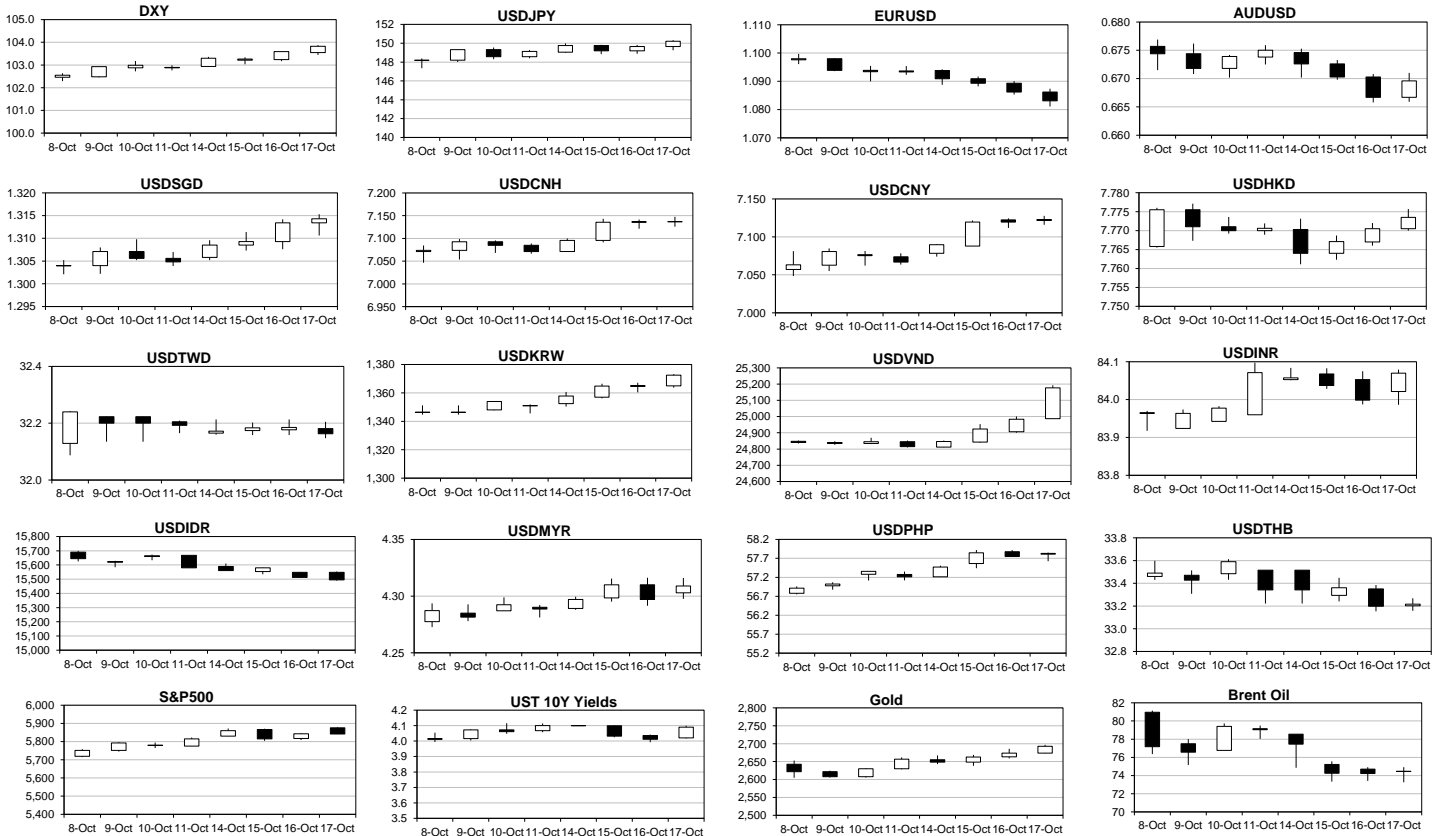 DXY
105.0
104.0
103.0
102.0
101.0
100.0
8-Oct 9-Oct 10-Oct 11-Oct 14-Oct 15-Oct 16-Oct 17-Oct
USDJPY
152
150
148
146
144
142
140
8-Oct 9-Oct 10-Oct 11-Oct 14-Oct 15-Oct 16-Oct 17-Oct
EURUSD
1.110
1.100
1.090
1.080
1.070
8-Oct 9-Oct 10-Oct 11-Oct 14-Oct 15-Oct 16-Oct 17-Oct
AUDUSD
0.680
0.675
0.670
0.665
0.660
8-Oct 9-Oct 10-Oct 11-Oct 14-Oct 15-Oct 16-Oct 17-Oct
USDSGD
1.320
1.315
1.310
1.305
1.300
1.295
8-Oct 9-Oct 10-Oct 11-Oct 14-Oct 15-Oct 16-Oct 17-Oct
USDCNH
7.200
7.150
7.100
7.050
7.000
6.950
8-Oct 9-Oct 10-Oct 11-Oct 14-Oct 15-Oct 16-Oct 17-Oct
USDCNY
7.150
7.100
7.050
7.000
8-Oct 9-Oct 10-Oct 11-Oct 14-Oct 15-Oct 16-Oct 17-Oct
USDHKD
7.780
7.775
7.770
7.765
7.760
7.755
7.750
8-Oct 9-Oct 10-Oct 11-Oct 14-Oct 15-Oct 16-Oct 17-Oct
USDTWD
32.4
32.2
32.0
8-Oct 9-Oct 10-Oct 11-Oct 14-Oct 15-Oct 16-Oct 17-Oct
USDKRW
1,380
1,360
1,340
1,320
1,300
8-Oct 9-Oct 10-Oct 11-Oct 14-Oct 15-Oct 16-Oct 17-Oct
USDVND
25,300
25,200
25,100
25,000
24,900
24,800
24,700
24,600
8-Oct 9-Oct 10-Oct 11-Oct 14-Oct 15-Oct 16-Oct 17-Oct
USDINR
84.1
84.0
83.9
83.8
8-Oct 9-Oct 10-Oct 11-Oct 14-Oct 15-Oct 16-Oct 17-Oct
USDIDR
15,800
15,700
15,600
15,500
15,400
15,300
15,200
15,100
15,000
8-Oct 9-Oct 10-Oct 11-Oct 14-Oct 15-Oct 16-Oct 17-Oct
USDMYR
4.35
4.30
4.25
8-Oct 9-Oct 10-Oct 11-Oct 14-Oct 15-Oct 16-Oct 17-Oct
USDPHP
58.2
57.7
57.2
56.7
56.2
55.7
55.2
8-Oct 9-Oct 10-Oct 11-Oct 14-Oct 15-Oct 16-Oct 17-Oct
USDTHB
33.8
33.6
33.4
33.2
33.0
32.8
8-Oct 9-Oct 10-Oct 11-Oct 14-Oct 15-Oct 16-Oct 17-Oct
S&P500
6,000
5,900
5,800
5,700
5,600
5,500
5,400
8-Oct 9-Oct 10-Oct 11-Oct 14-Oct 15-Oct 16-Oct 17-Oct
UST 10Y Yields
4.2
4.1
4.0
3.9
3.8
3.7
3.6
3.5
8-Oct 9-Oct 10-Oct 11-Oct 14-Oct 15-Oct 16-Oct 17-Oct
Gold
2,800
2,700
2,600
2,500
8-Oct 9-Oct 10-Oct 11-Oct 14-Oct 15-Oct 16-Oct 17-Oct
Brent Oil
82
80
78
76
74
72
70
8-Oct 9-Oct 10-Oct 11-Oct 14-Oct 15-Oct 16-Oct 17-Oct